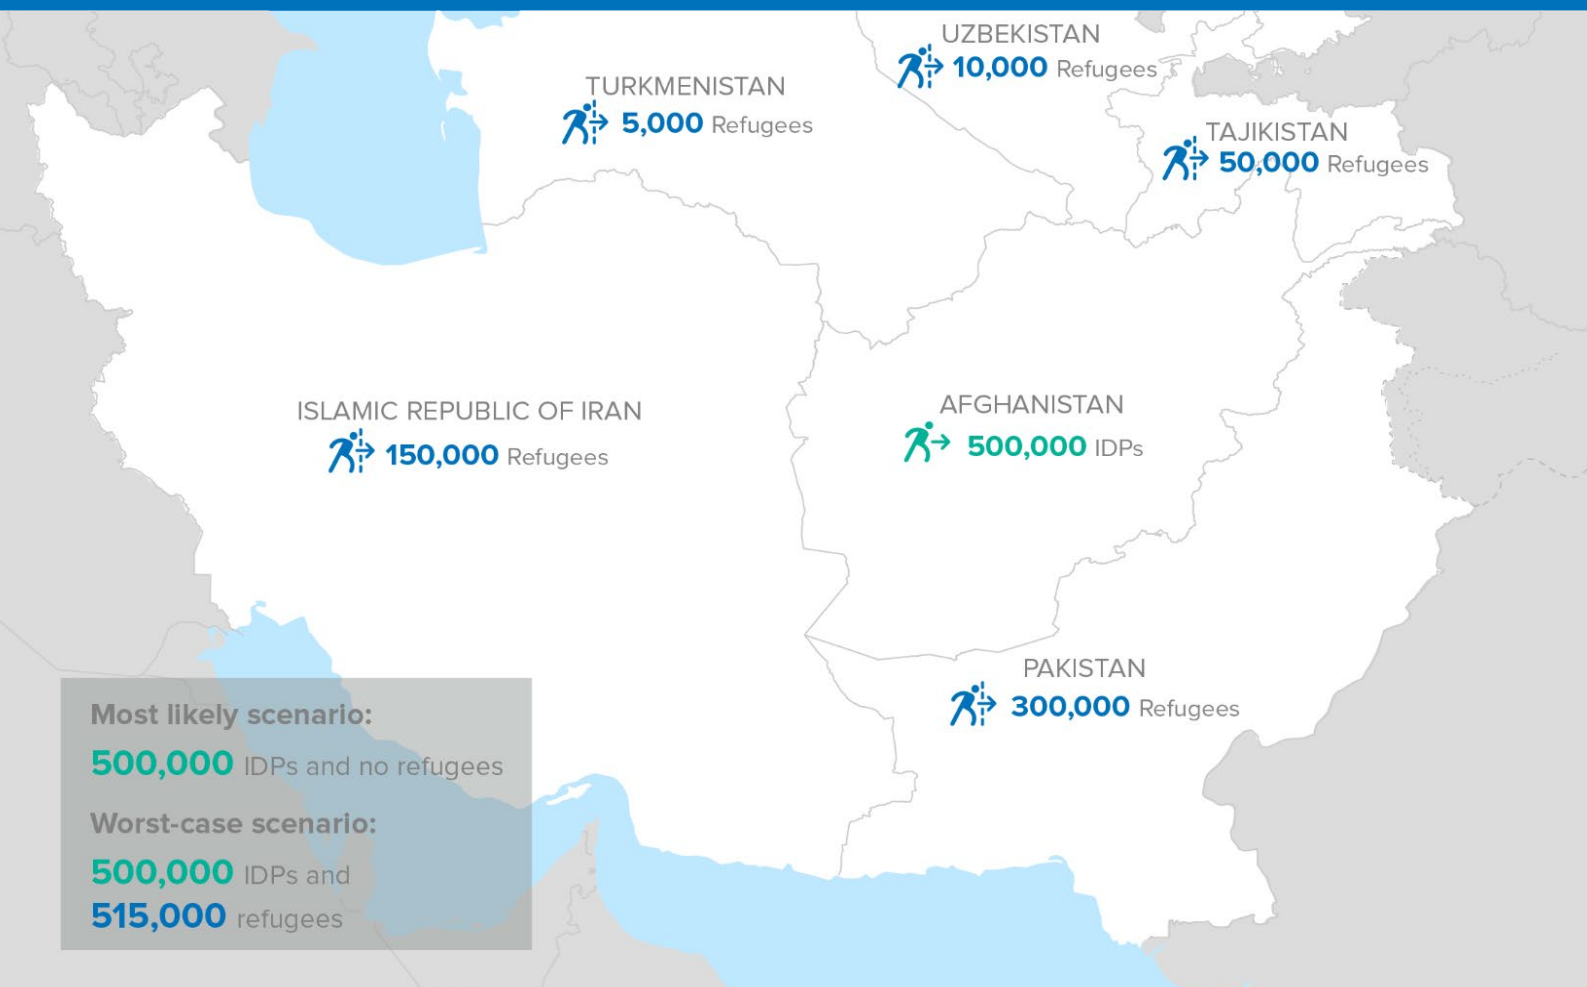 UZBEKISTAN
10,000 Refugees
TURKMENISTAN
5,000 Refugees
TAJIKISTAN
50,000 Refugees
ISLAMIC REPUBLIC OF IRAN
150,000 Refugees
AFGHANISTAN
500,000 IDPs
PAKISTAN
300,000 Refugees
Most likely scenario:
500,000 IDPs and no refugees
Worst-case scenario:
500,000 IDPs and
515,000 refugees